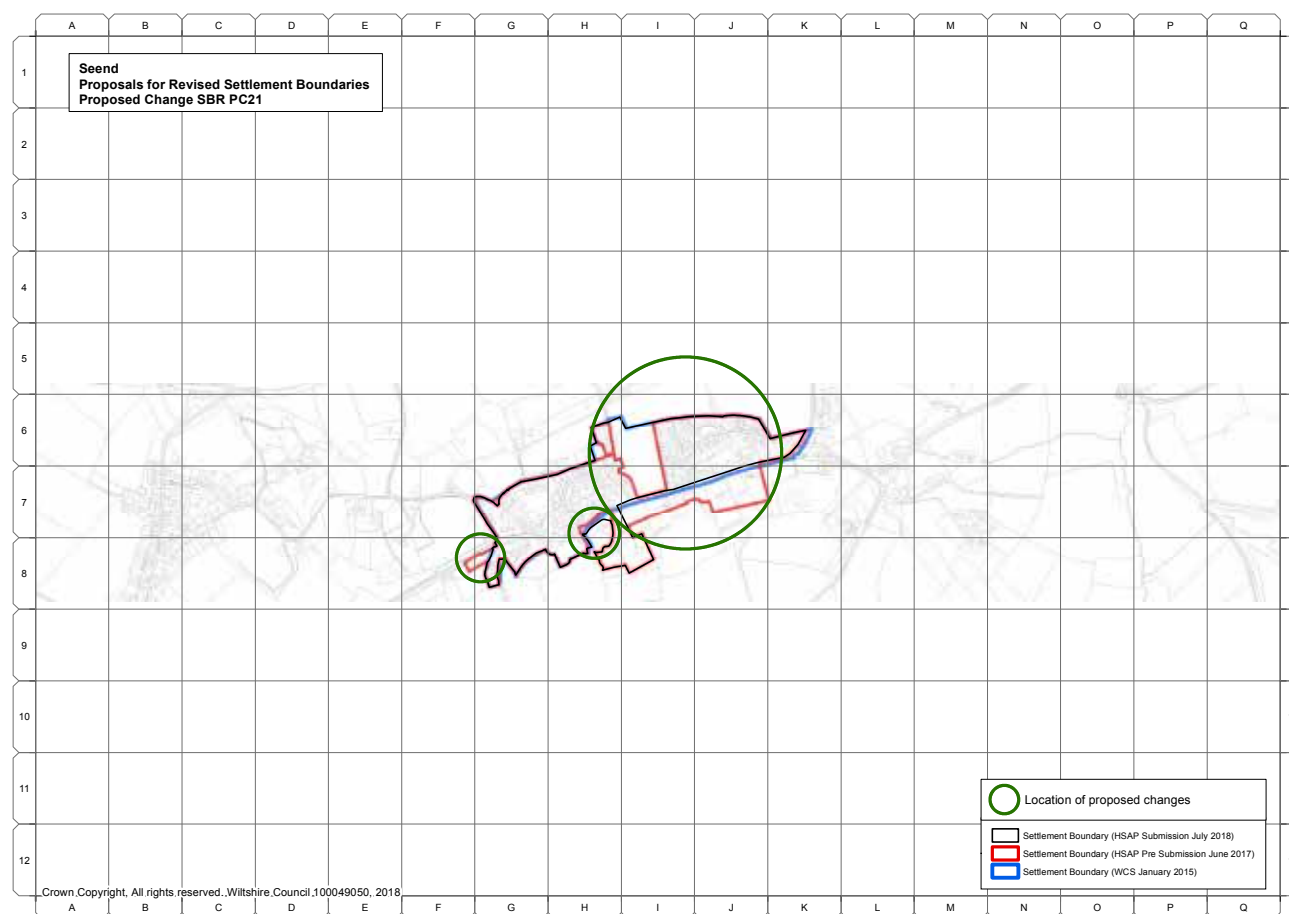 A B C D E F G H I J K L M N O P Q
Seend
Proposals for Revised Settlement Boundaries
Proposed Change SBR PC21
1
2
3
4
5
6
7
8
9
10
11
12
Location of proposed changes
Settlement Boundary (HSAP Submission July 2018)
Settlement Boundary (HSAP Pre Submission June 2017)
Settlement Boundary (WCS January 2015)
Crown Copyright, All rights reserved. Wiltshire Council 100049050, 2018
A B C D E F G H I J K L M N O P Q